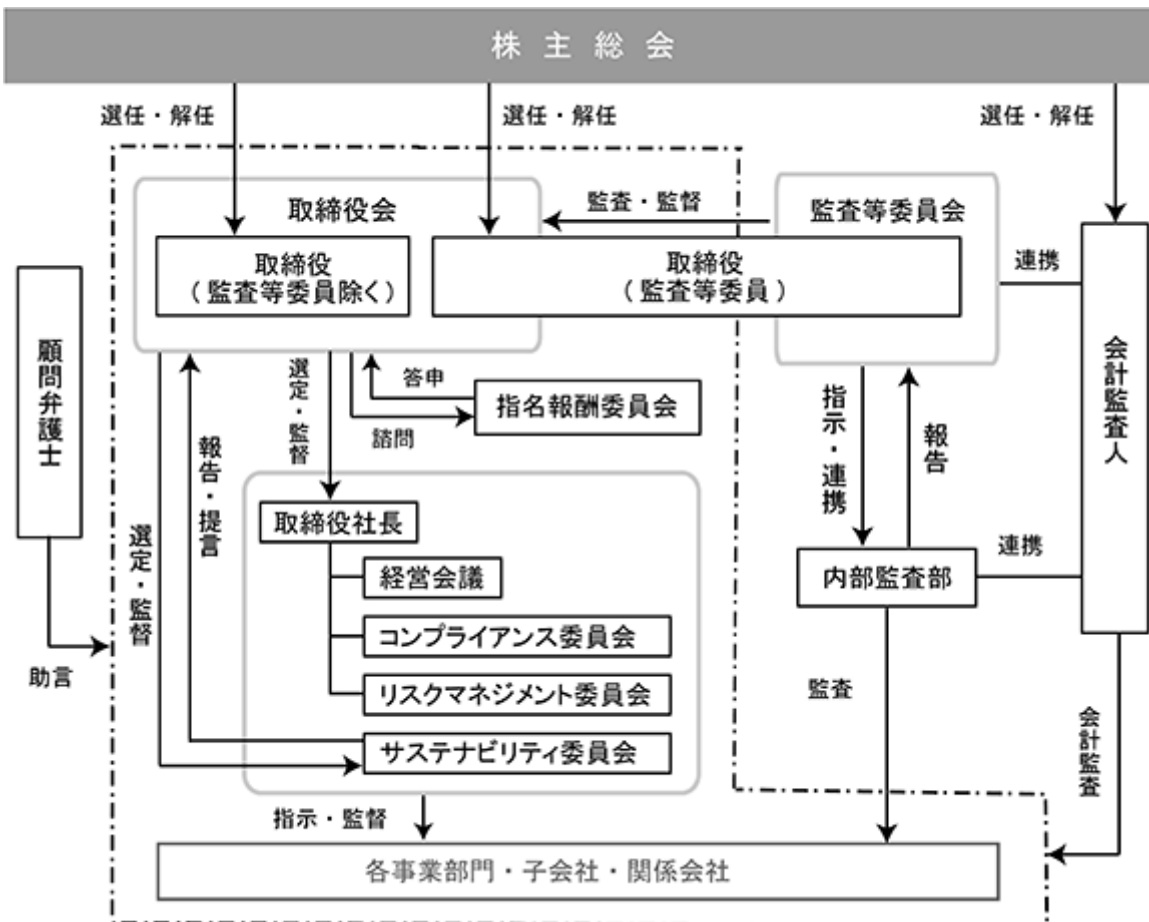 株主総会
選任・解任
選任・解任
選任・解任
取締役会
監査・監督
監査等委員会
取締役
(監査等委員除く)
取締役
(監査等委員)
連携
顧問弁護士
会計監査人
選定・監督
答申
指名報酬委員会
諮問
指示・連携
報告
報告・提言
選定・監督
取締役社長
経営会議
内部監査部
連携
コンプライアンス委員会
助言
リスクマネジメント委員会
監査
サステナビリティ委員会
会計監査
指示・監督
各事業部門・子会社・関係会社